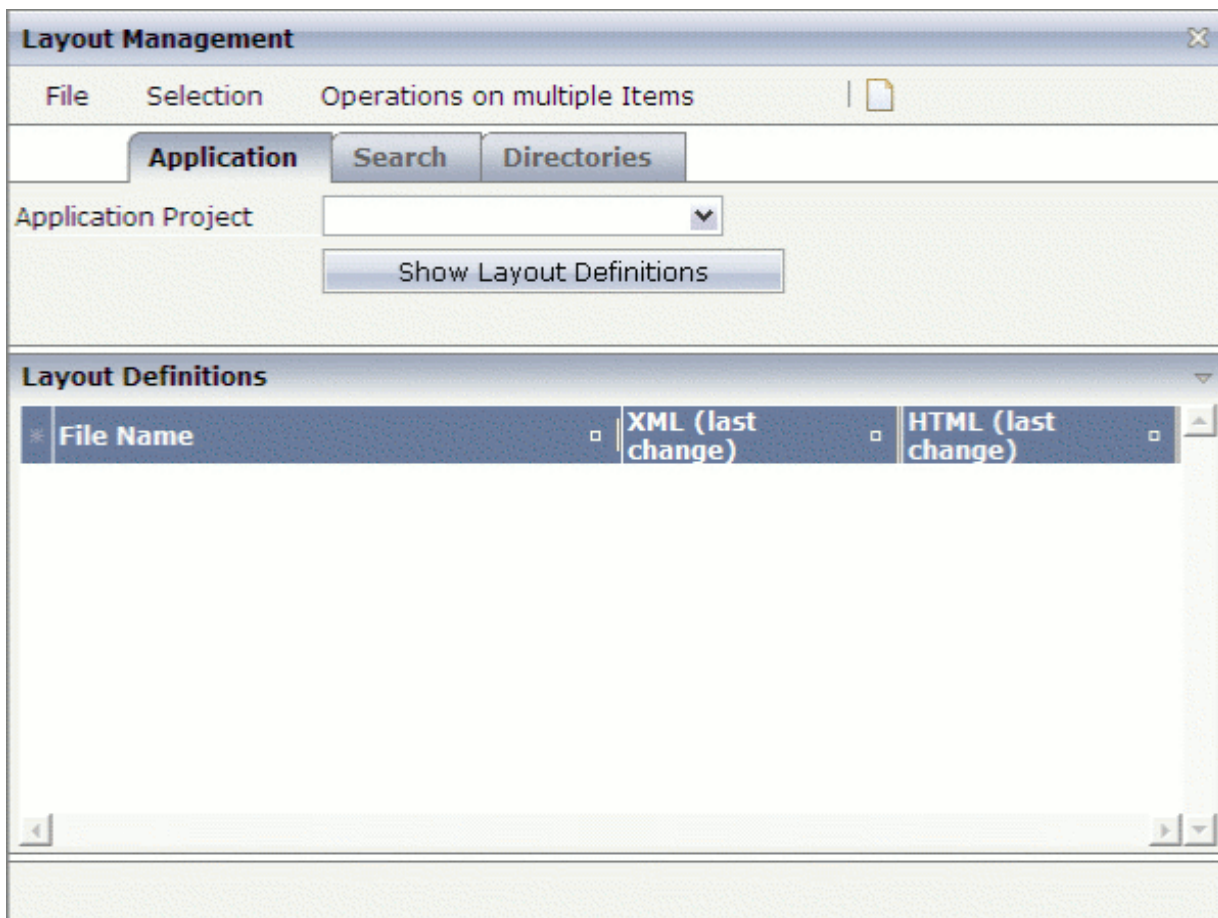 Layout Management
File Selection Operations on multiple Items
Application Search Directories
Application Project
Show Layout Definitions
Layout Definitions
File Name XML (last change) HTML (last change)